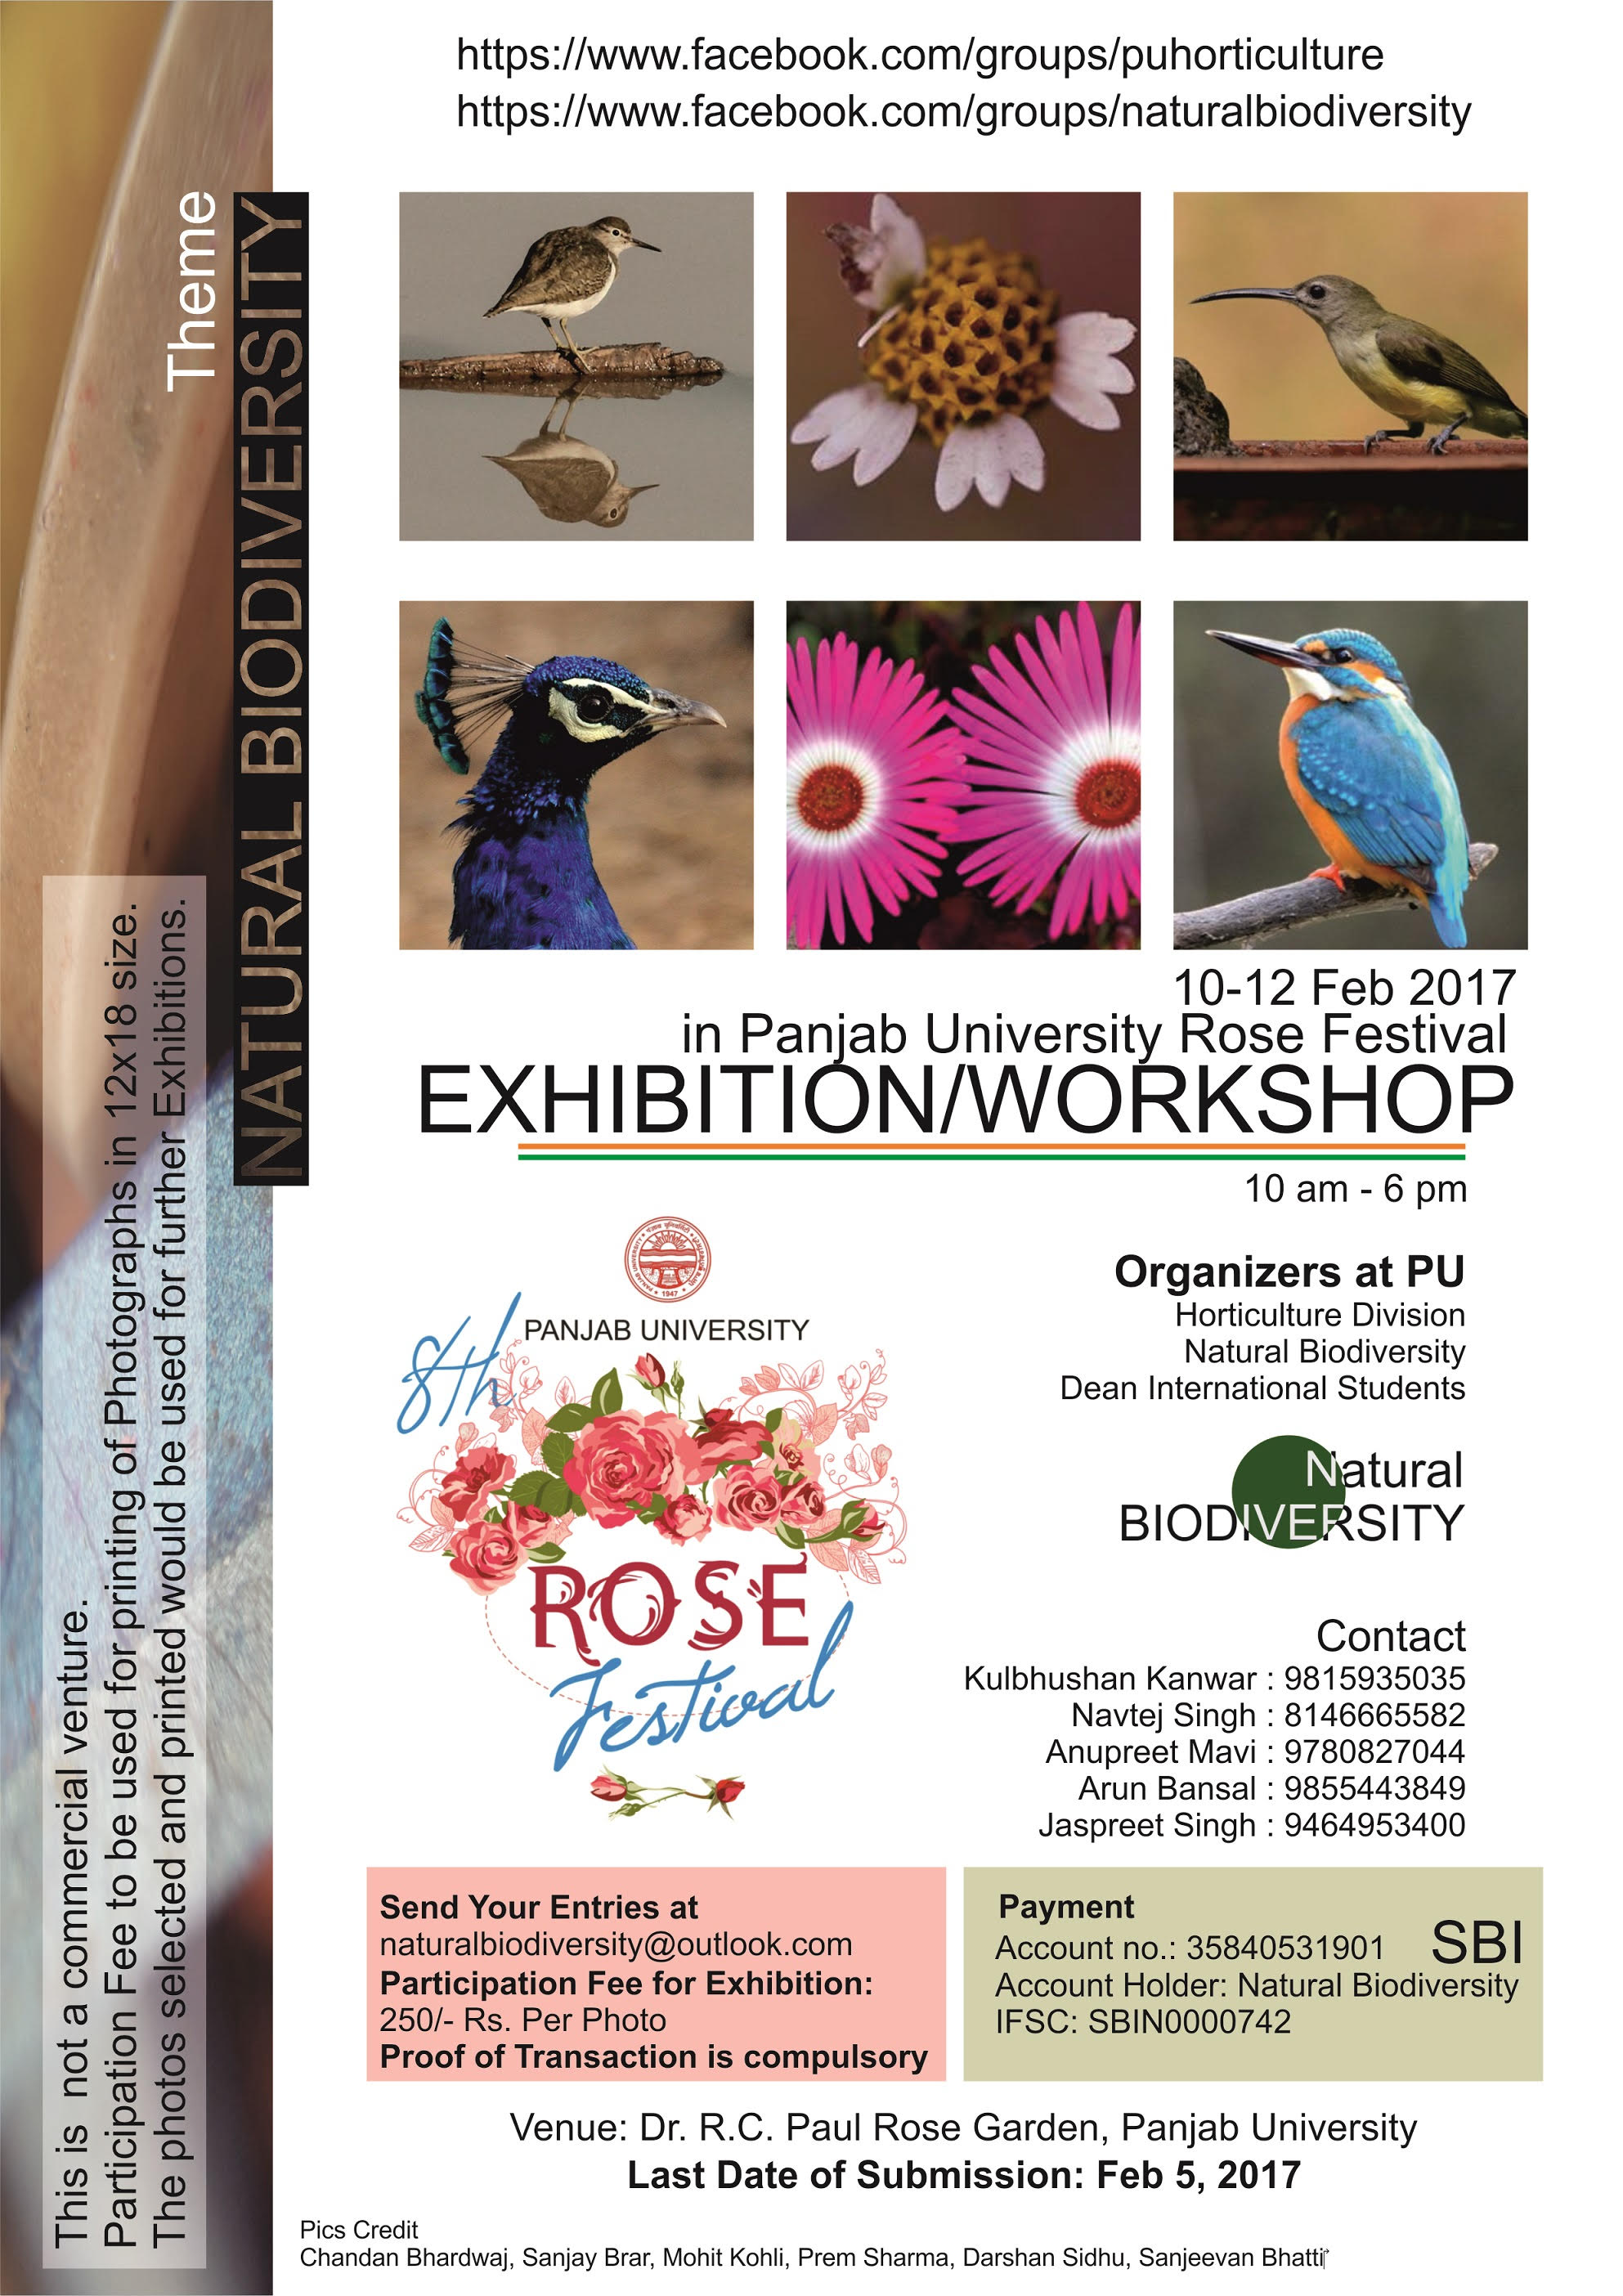 https://www.facebook.com/groups/puhorticulture
https://www.facebook.com/groups/naturalbiodiversity
Theme
NATURAL BIODIVERSITY
This is not a commercial venture.
Participation Fee to be used for printing of Photographs in 12x18 size.
The photos selected and printed would be used for further Exhibitions.
10-12 Feb 2017
in Panjab University Rose Festival
EXHIBITION/WORKSHOP
10 am - 6 pm
8th
PANJAB UNIVERSITY
ROSE
Festival
Organizers at PU
Horticulture Division
Natural Biodiversity
Dean International Students
Natural
BIODIVERSITY
Contact
Kulbhushan Kanwar : 9815935035
Navtej Singh : 8146665582
Anupreet Mavi : 9780827044
Arun Bansal : 9855443849
Jaspreet Singh : 9464953400
Send Your Entries at
naturalbiodiversity@outlook.com
Participation Fee for Exhibition:
250/- Rs. Per Photo
Proof of Transaction is compulsory
Payment
Account no.: 35840531901 SBI
Account Holder: Natural Biodiversity
IFSC: SBIN0000742
Venue: Dr. R.C. Paul Rose Garden, Panjab University
Last Date of Submission: Feb 5, 2017
Pics Credit
Chandan Bhardwaj, Sanjay Brar, Mohit Kohli, Prem Sharma, Darshan Sidhu, Sanjeevan Bhatti